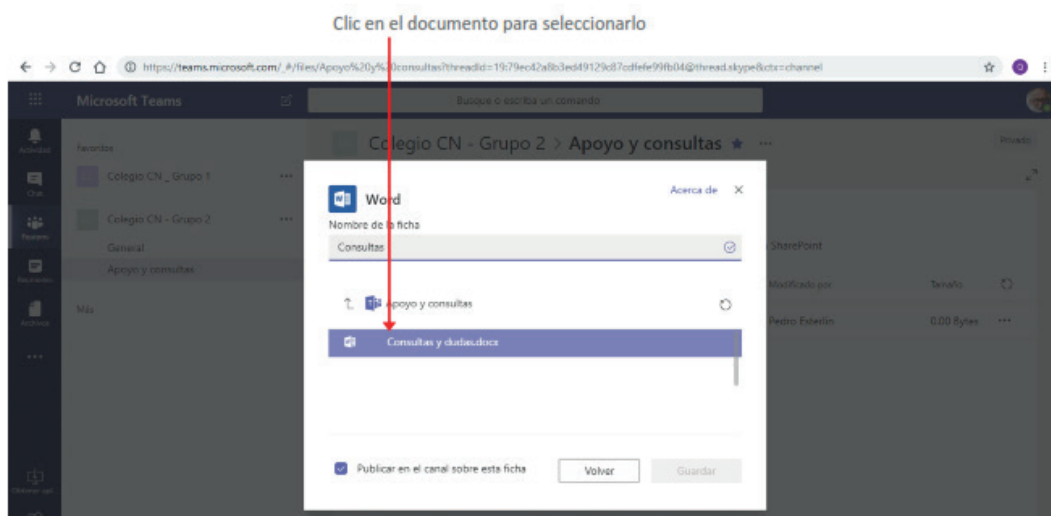 Clic en el documento para seleccionarlo
https://teams.microsoft.com/_#/files/Apoyo%20y%20consultas?threadId=19:79ec42a8b3ed49129d87cdfefe99fb04@thread.skype&ctx=channel
Microsoft Teams
Busque o escriba un comando
Actividad
Favoritos
Colegio CN - Grupo 2 > Apoyo y consultas
Privado
Chat
Colegio CN _ Grupo 1
Word
Acerca de
Equipos
Colegio CN - Grupo 2
Nombre de la ficha
General
Consultas
SharePoint
Reuniones
Apoyo y consultas
Modificado por
Tamaño
Archivos
Más
Apoyo y consultas
Pedro Esterlin
0.00 Bytes
Consultas y dudas.docx
Publicar en el canal sobre esta ficha
Volver
Guardar